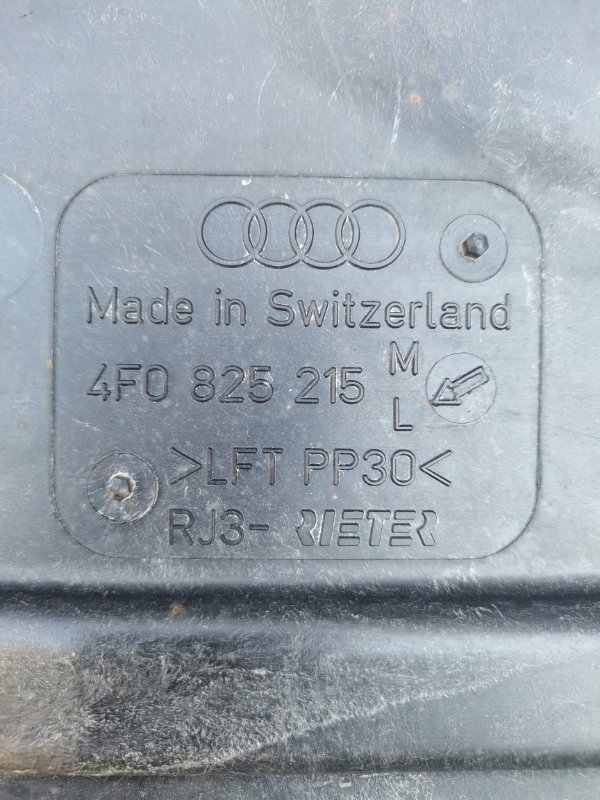 Made in Switzerland
4F0 825 215 M
L
>LFT PP30<
RJ3- RIETER